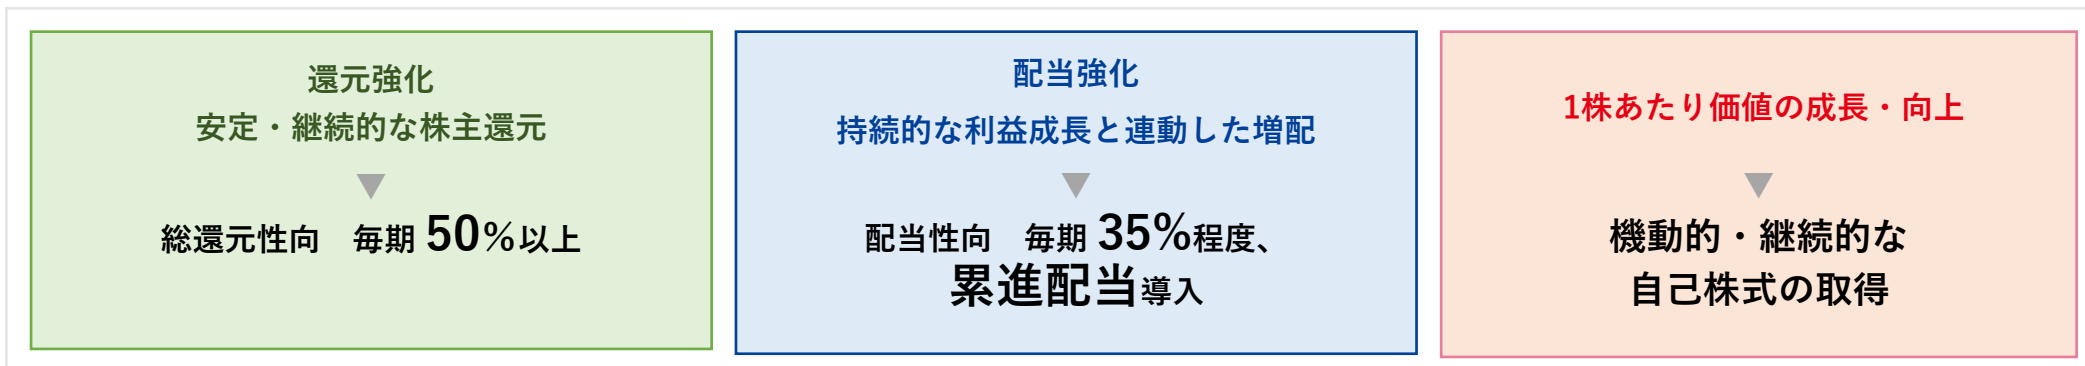 還元強化
安定・継続的な株主還元
▼
総還元性向　毎期 50%以上
配当強化
持続的な利益成長と連動した増配
▼
配当性向　毎期 35%程度、
累進配当導入
1株あたり価値の成長・向上
▼
機動的・継続的な
自己株式の取得